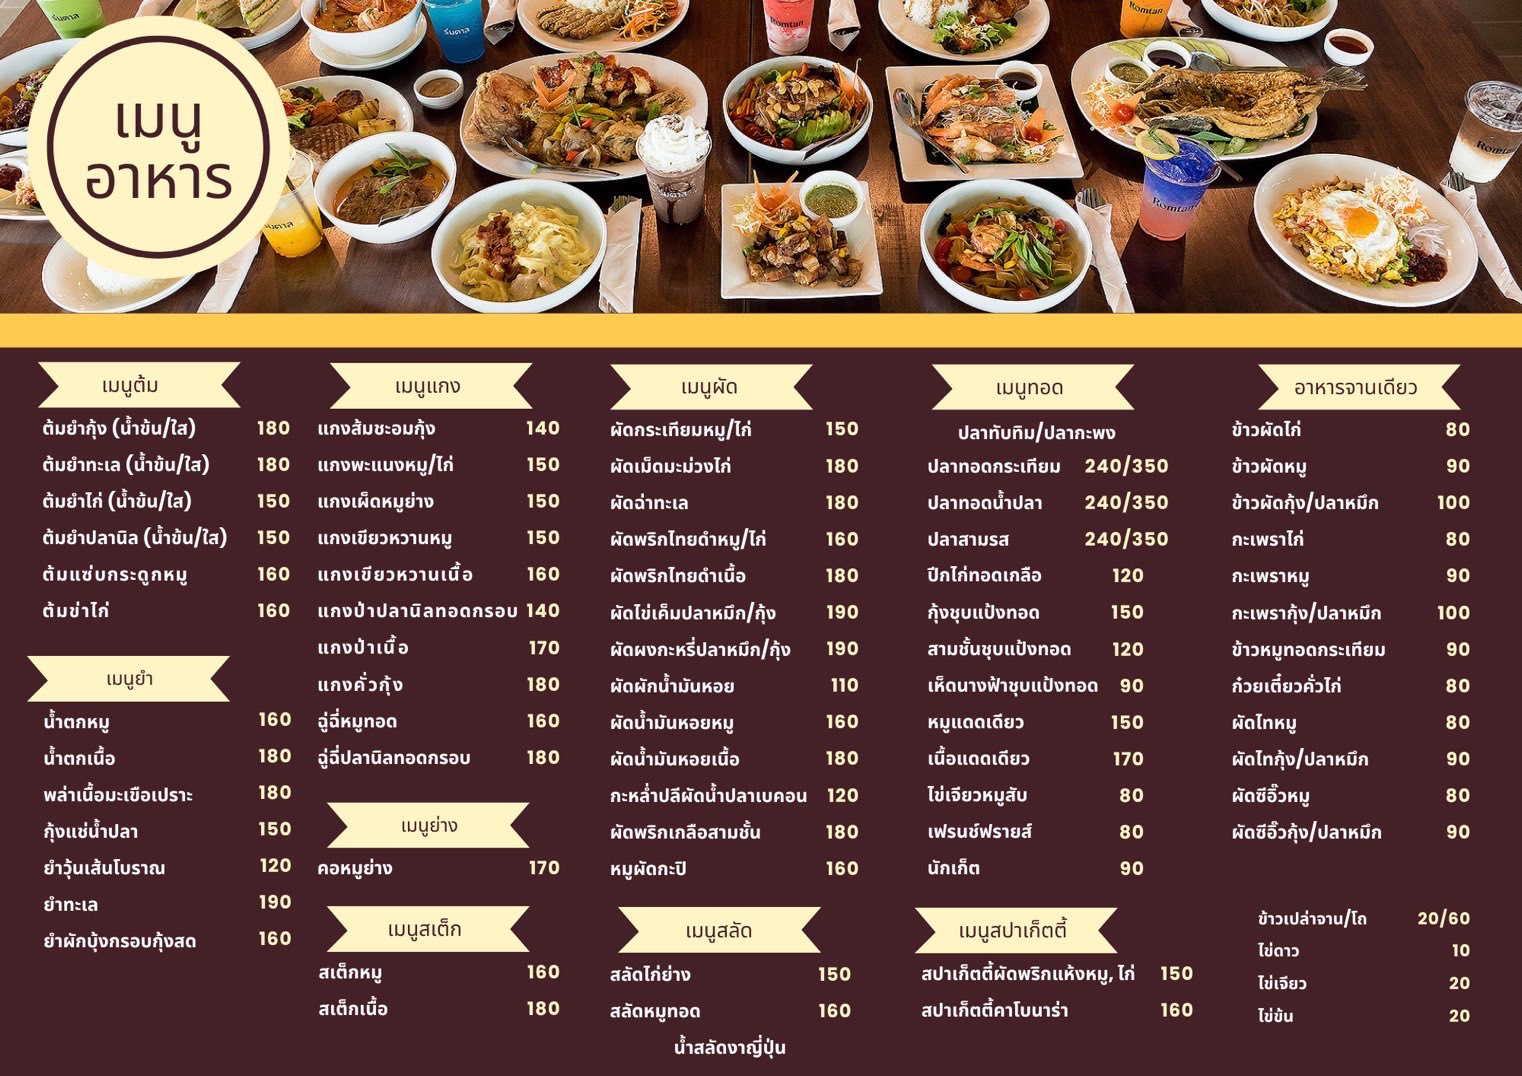 เมนู
อาหาร
ร่มตาล
Romtan
Romtan
Romtan
Romtan
เมนูต้ม
ต้มยำกุ้ง (น้ำข้น/ใส) 180
ต้มยำทะเล (น้ำข้น/ใส) 180
ต้มยำไก่ (น้ำข้น/ใส) 150
ต้มยำปลานิล (น้ำข้น/ใส) 150
ต้มแซ่บกระดูกหมู 160
ต้มข่าไก่ 160
เมนูยำ
น้ำตกหมู 160
น้ำตกเนื้อ 180
พล่าเนื้อมะเขือเปราะ 180
กุ้งแช่น้ำปลา 150
ยำวุ้นเส้นโบราณ 120
ยำทะเล 190
ยำผักบุ้งกรอบกุ้งสด 160
เมนูแกง
แกงส้มชะอมกุ้ง 140
แกงพะแนงหมู/ไก่ 150
แกงเผ็ดหมูย่าง 150
แกงเขียวหวานหมู 150
แกงเขียวหวานเนื้อ 160
แกงป่าปลานิลทอดกรอบ 140
แกงป่าเนื้อ 170
แกงคั่วกุ้ง 180
ฉู่ฉี่หมูทอด 160
ฉู่ฉี่ปลานิลทอดกรอบ 180
เมนูย่าง
คอหมูย่าง 170
เมนูสเต็ก
สเต็กหมู 160
สเต็กเนื้อ 180
เมนูผัด
ผัดกระเทียมหมู/ไก่ 150
ผัดเม็ดมะม่วงไก่ 180
ผัดฉ่าทะเล 180
ผัดพริกไทยดำหมู/ไก่ 160
ผัดพริกไทยดำเนื้อ 180
ผัดไข่เค็มปลาหมึก/กุ้ง 190
ผัดผงกะหรี่ปลาหมึก/กุ้ง 190
ผัดผักน้ำมันหอย 110
ผัดน้ำมันหอยหมู 160
ผัดน้ำมันหอยเนื้อ 180
กะหล่ำปลีผัดน้ำปลาเบคอน 120
ผัดพริกเกลือสามชั้น 180
หมูผัดกะปิ 160
เมนูสลัด
สลัดไก่ย่าง 150
สลัดหมูทอด 160
น้ำสลัดงาญี่ปุ่น
เมนูทอด
ปลาทับทิม/ปลากะพง
ปลาทอดกระเทียม 240/350
ปลาทอดน้ำปลา 240/350
ปลาสามรส 240/350
ปีกไก่ทอดเกลือ 120
กุ้งชุบแป้งทอด 150
สามชั้นชุบแป้งทอด 120
เห็ดนางฟ้าชุบแป้งทอด 90
หมูแดดเดียว 150
เนื้อแดดเดียว 170
ไข่เจียวหมูสับ 80
เฟรนช์ฟรายส์ 80
นักเก็ต 90
เมนูสปาเก็ตตี้
สปาเก็ตตี้ผัดพริกแห้งหมู, ไก่ 150
สปาเก็ตตี้คาโบนาร่า 160
อาหารจานเดียว
ข้าวผัดไก่ 80
ข้าวผัดหมู 90
ข้าวผัดกุ้ง/ปลาหมึก 100
กะเพราไก่ 80
กะเพราหมู 90
กะเพรากุ้ง/ปลาหมึก 100
ข้าวหมูทอดกระเทียม 90
ก๋วยเตี๋ยวคั่วไก่ 80
ผัดไทหมู 80
ผัดไทกุ้ง/ปลาหมึก 90
ผัดซีอิ๊วหมู 80
ผัดซีอิ๊วกุ้ง/ปลาหมึก 90
ข้าวเปล่าจาน/โถ 20/60
ไข่ดาว 10
ไข่เจียว 20
ไข่ข้น 20